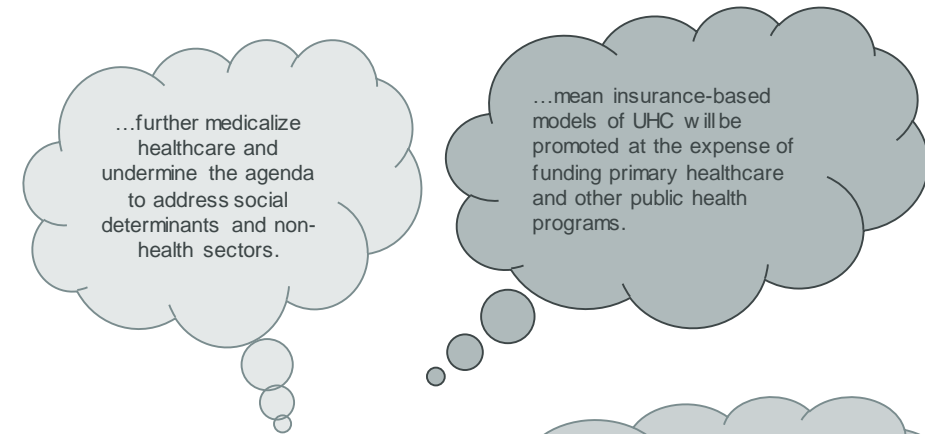 …further medicalize
healthcare and
undermine the agenda
to address social
determinants and non-
health sectors.
…mean insurance-based
models of UHC will be
promoted at the expense of
funding primary healthcare
and other public health
programs.